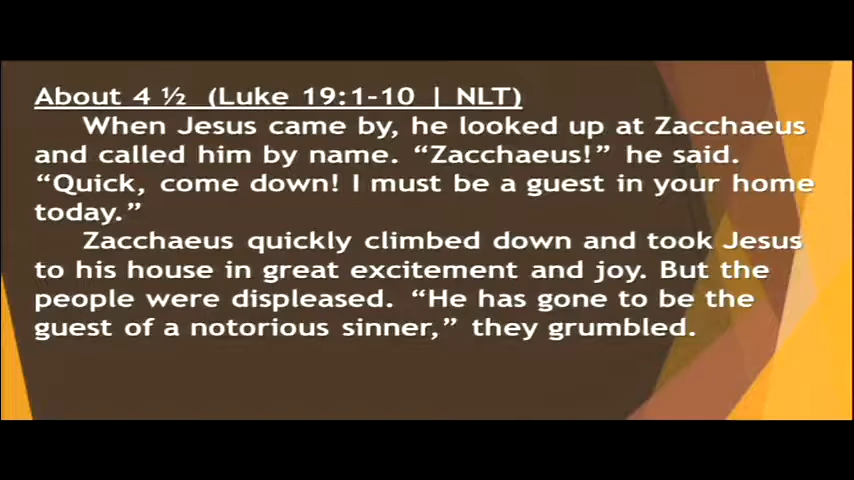 About 4 ½ (Luke 19:1-10 | NLT)
When Jesus came by, he looked up at Zacchaeus
and called him by name. “Zacchaeus!” he said.
“Quick, come down! I must be a guest in your home
today.”
Zacchaeus quickly climbed down and took Jesus
to his house in great excitement and joy. But the
people were displeased. “He has gone to be the
guest of a notorious sinner,” they grumbled.